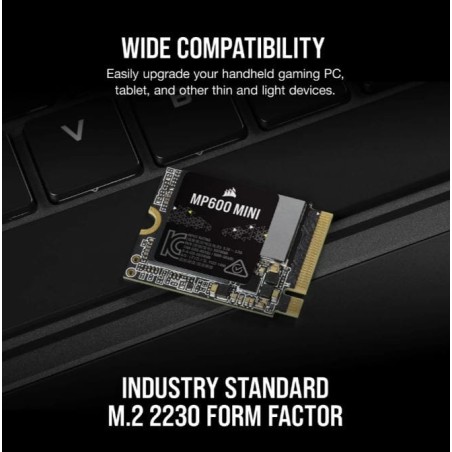 WIDE COMPATIBILITY
Easily upgrade your handheld gaming PC,
tablet, and other thin and light devices.
V
B
MP600 MINI
INDUSTRY STANDARD
M.2 2230 FORM FACTOR